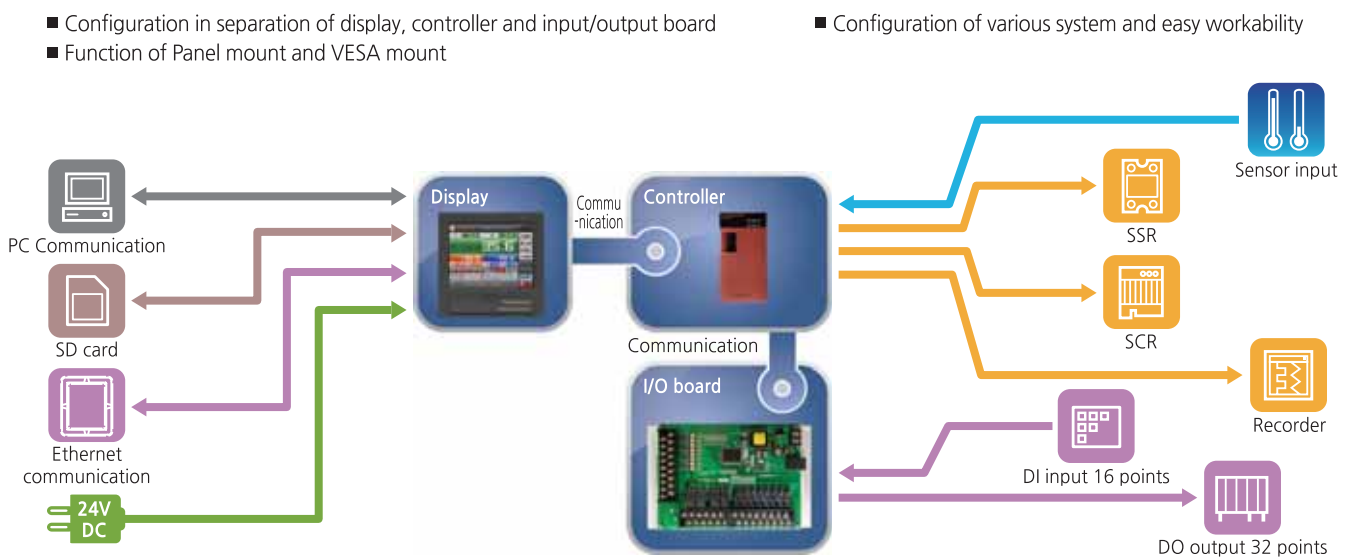 ■ Configuration in separation of display, controller and input/output board
■ Function of Panel mount and VESA mount
■ Configuration of various system and easy workability
PC Communication
SD card
Ethernet
communication
24V
DC
Display
Commu
-nication
Controller
Communication
I/O board
Sensor input
SSR
SCR
Recorder
DI input 16 points
DO output 32 points